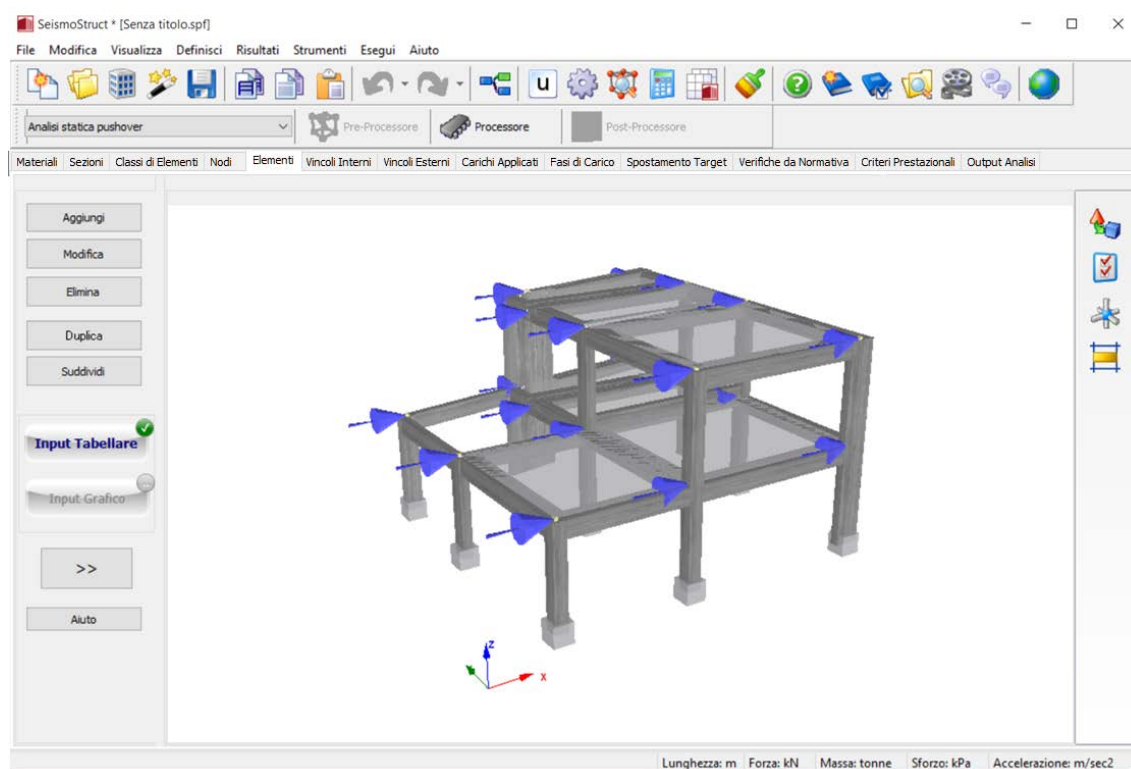 SeismoStruct * [Senza titolo.spf]
File Modifica Visualizza Definisci Risultati Strumenti Esegui Aiuto
u
Analisi statica pushover Pre-Processore Processore Post-Processore
Materiali Sezioni Classi di Elementi Nodi Elementi Vincoli Interni Vincoli Esterni Carichi Applicati Fasi di Carico Spostamento Target Verifiche da Normativa Criteri Prestazionali Output Analisi
Aggiungi
Modifica
Elimina
Duplica
Suddividi
Input Tabellare
Input Grafico
>>
Aiuto
z
x
Lunghezza: m Forza: kN Massa: tonne Sforzo: kPa Accelerazione: m/sec2